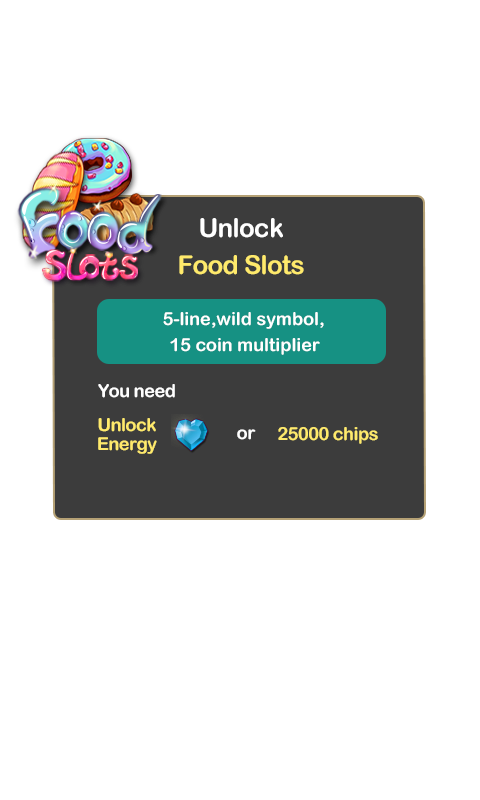 Food
Slots
Unlock
Food Slots
5-line,wild symbol,
15 coin multiplier
You need
Unlock
Energy
or
25000 chips